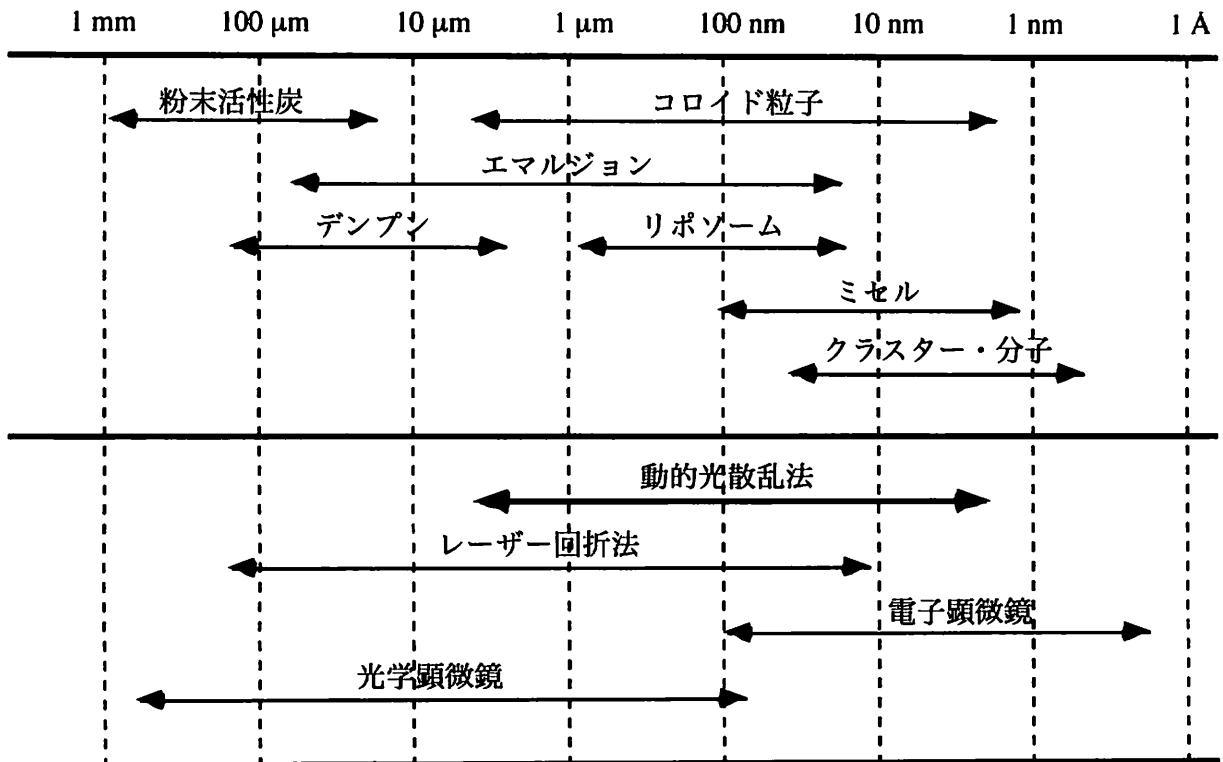 1 mm 100 μm 10 μm 1 μm 100 nm 10 nm 1 nm 1 Å
粉末活性炭 コロイド粒子
エマルジョン
デンプン リポソーム
ミセル
クラスター・分子
動的光散乱法
レーザー回折法
電子顕微鏡
光学顕微鏡